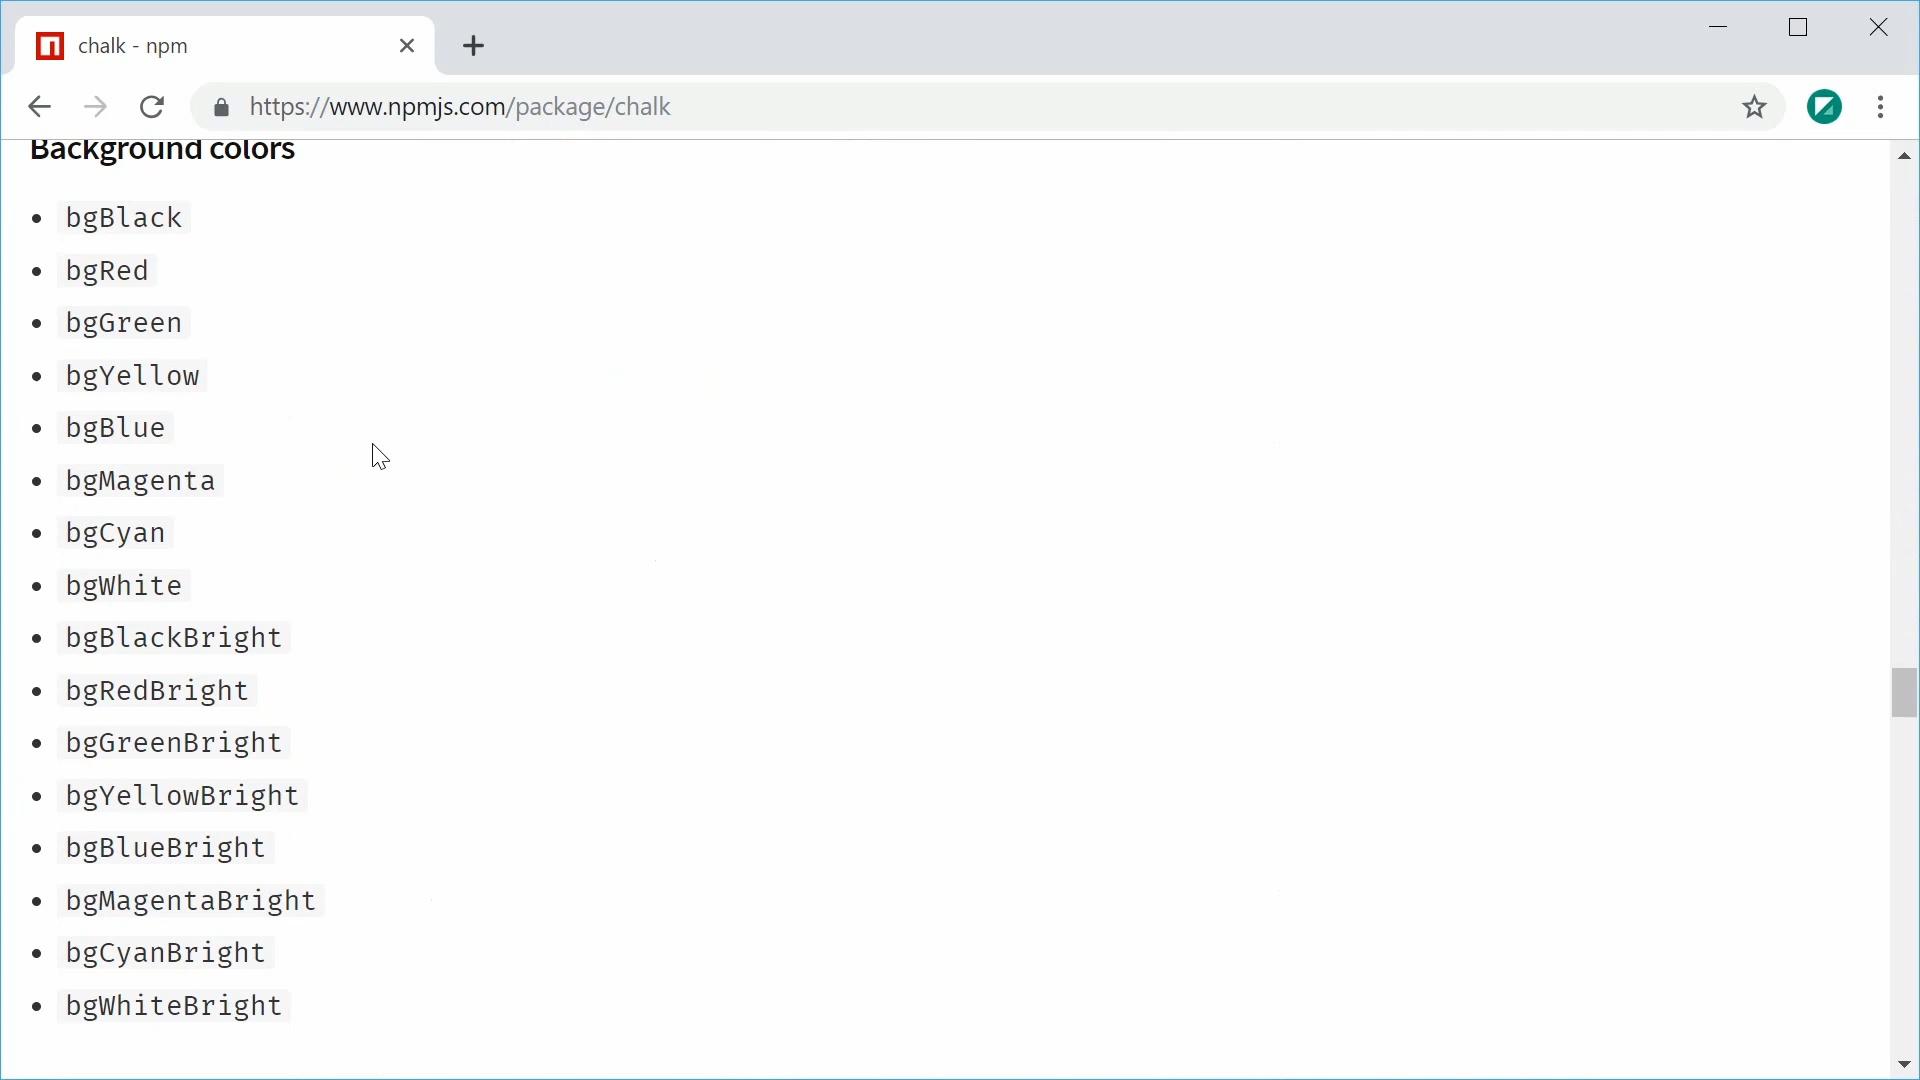 chalk - npm
https://www.npmjs.com/package/chalk
Background colors
bgBlack
bgRed
bgGreen
bgYellow
bgBlue
bgMagenta
bgCyan
bgWhite
bgBlackBright
bgRedBright
bgGreenBright
bgYellowBright
bgBlueBright
bgMagentaBright
bgCyanBright
bgWhiteBright